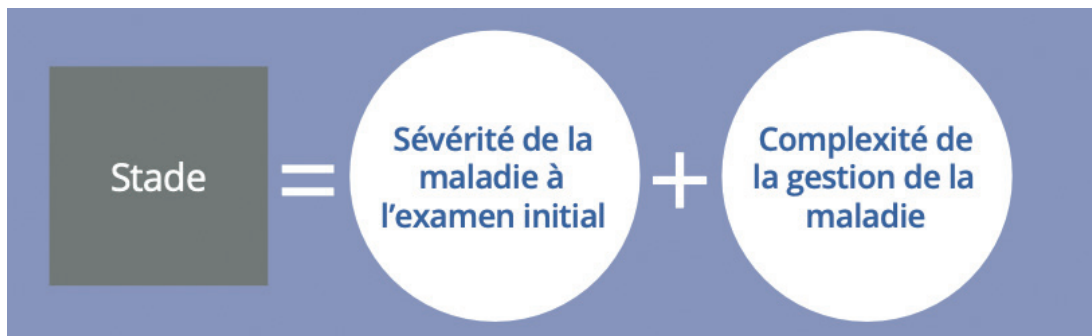 Stade
=
Sévérité de la
maladie à
l’examen initial
+
Complexité de
la gestion de la
maladie